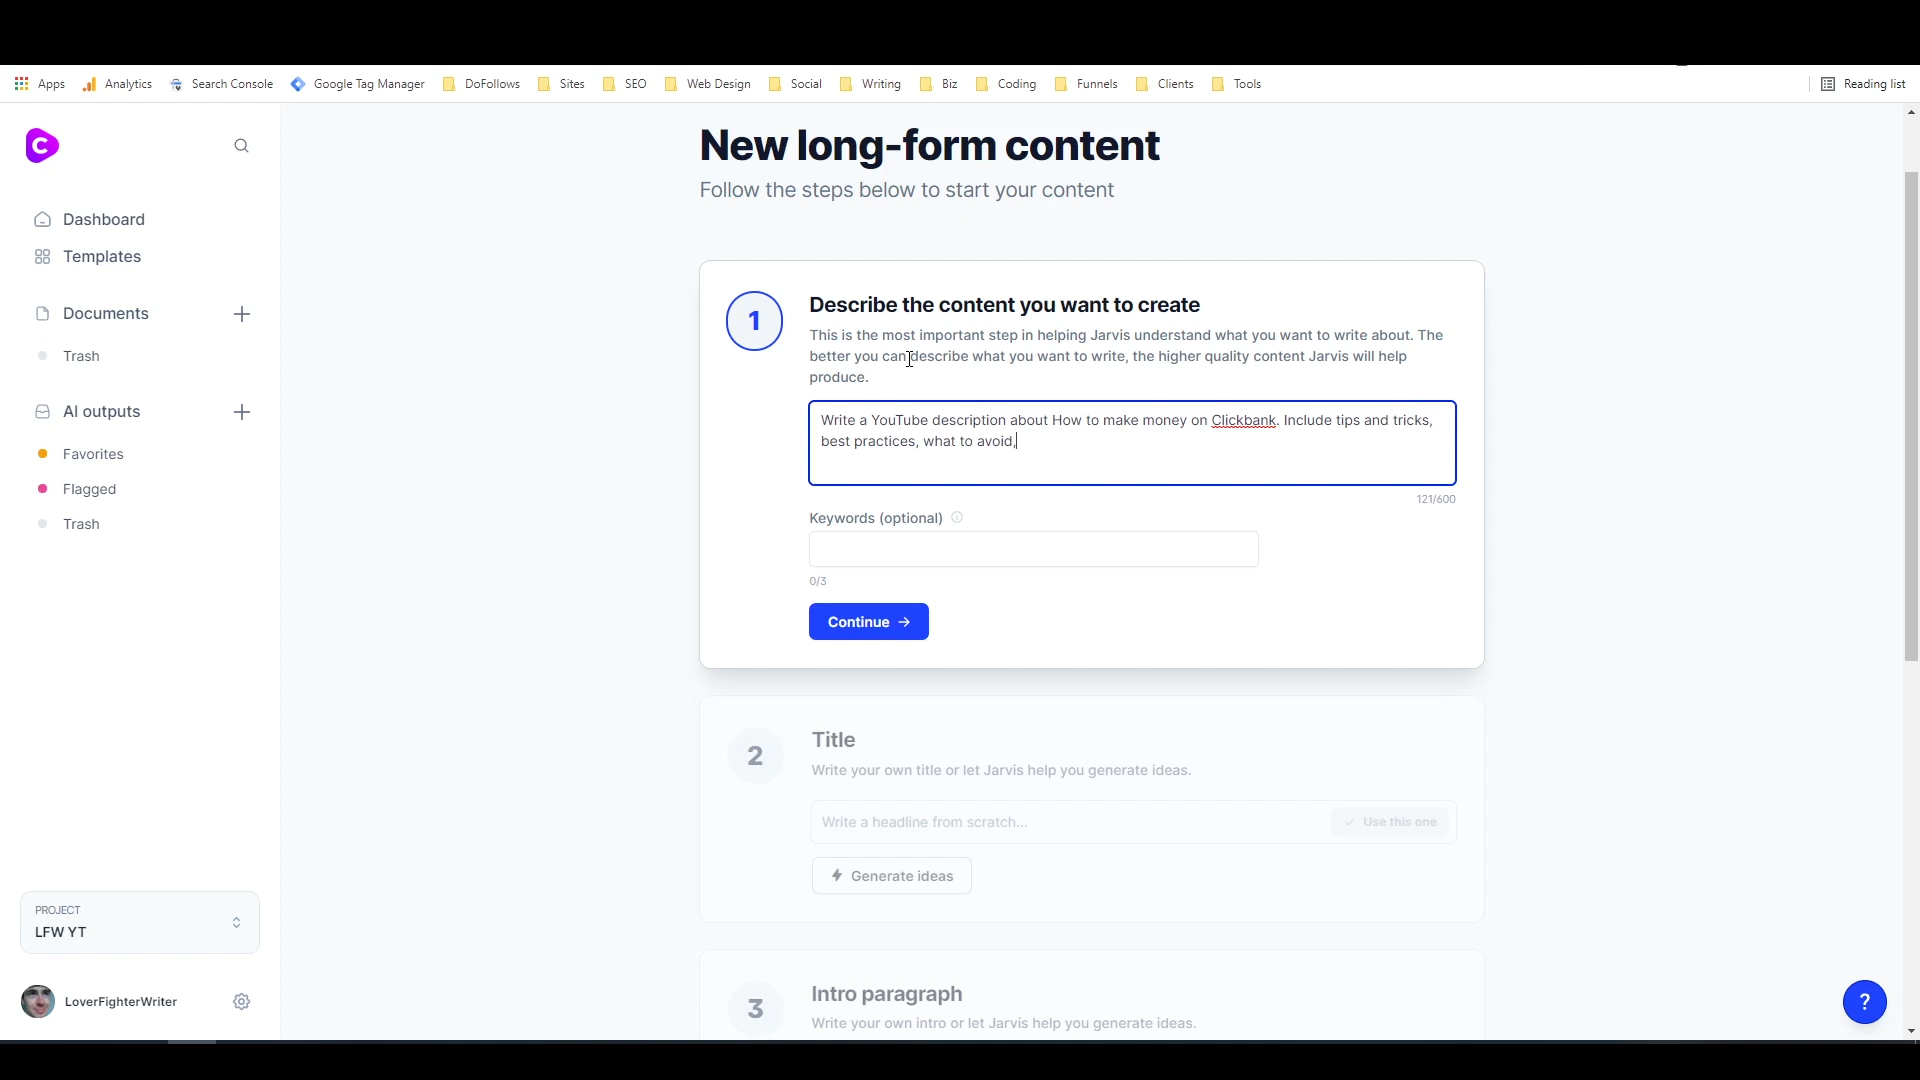 Apps Analytics Search Console Google Tag Manager DoFollows Sites SEO Web Design Social Writing Biz Coding Funnels Clients Tools Reading list
C
Dashboard
Templates
Documents
Trash
AI outputs
Favorites
Flagged
Trash
PROJECT
LFW YT
LoverFighterWriter
New long-form content
Follow the steps below to start your content
1
Describe the content you want to create
This is the most important step in helping Jarvis understand what you want to write about. The
better you can describe what you want to write, the higher quality content Jarvis will help
produce.
Write a YouTube description about How to make money on Clickbank. Include tips and tricks,
best practices, what to avoid,
121/600
Keywords (optional)
0/3
Continue
2
Title
Write your own title or let Jarvis help you generate ideas.
Write a headline from scratch...
Use this one
Generate ideas
3
Intro paragraph
Write your own intro or let Jarvis help you generate ideas.
?